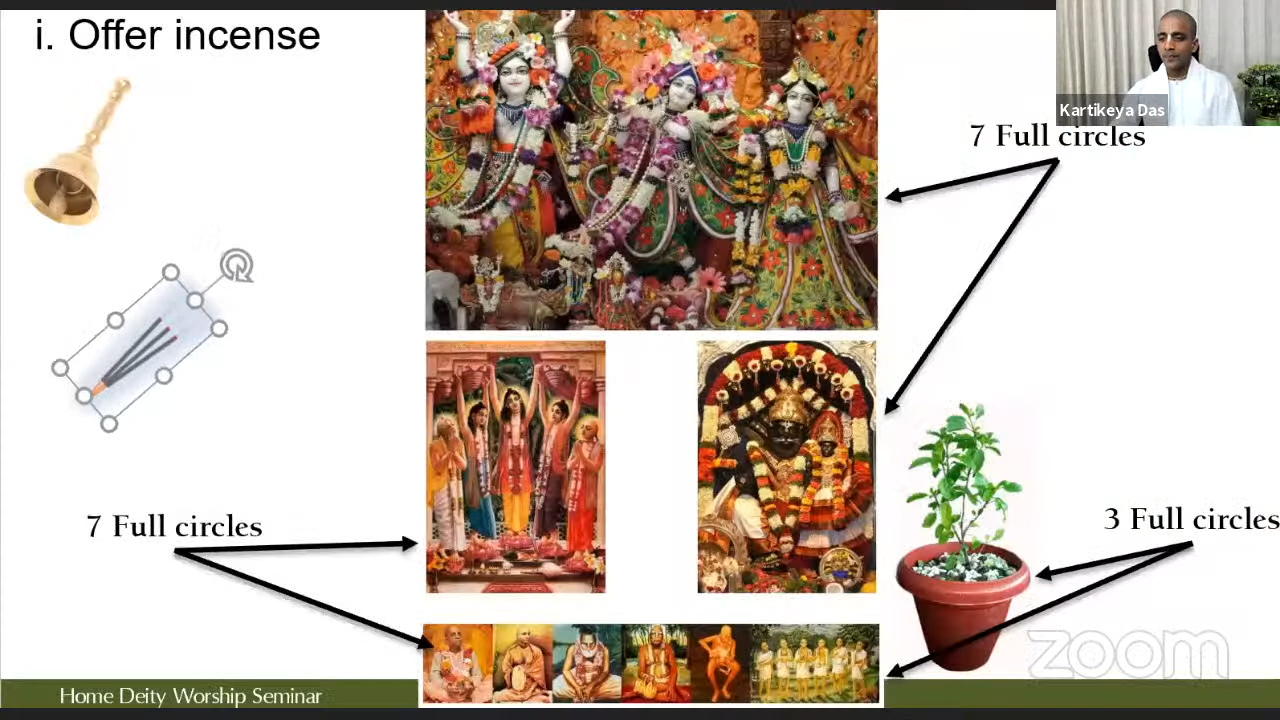 i. Offer incense
Kartikeya Das
7 Full circles
7 Full circles
3 Full circles
Home Deity Worship Seminar
zoom